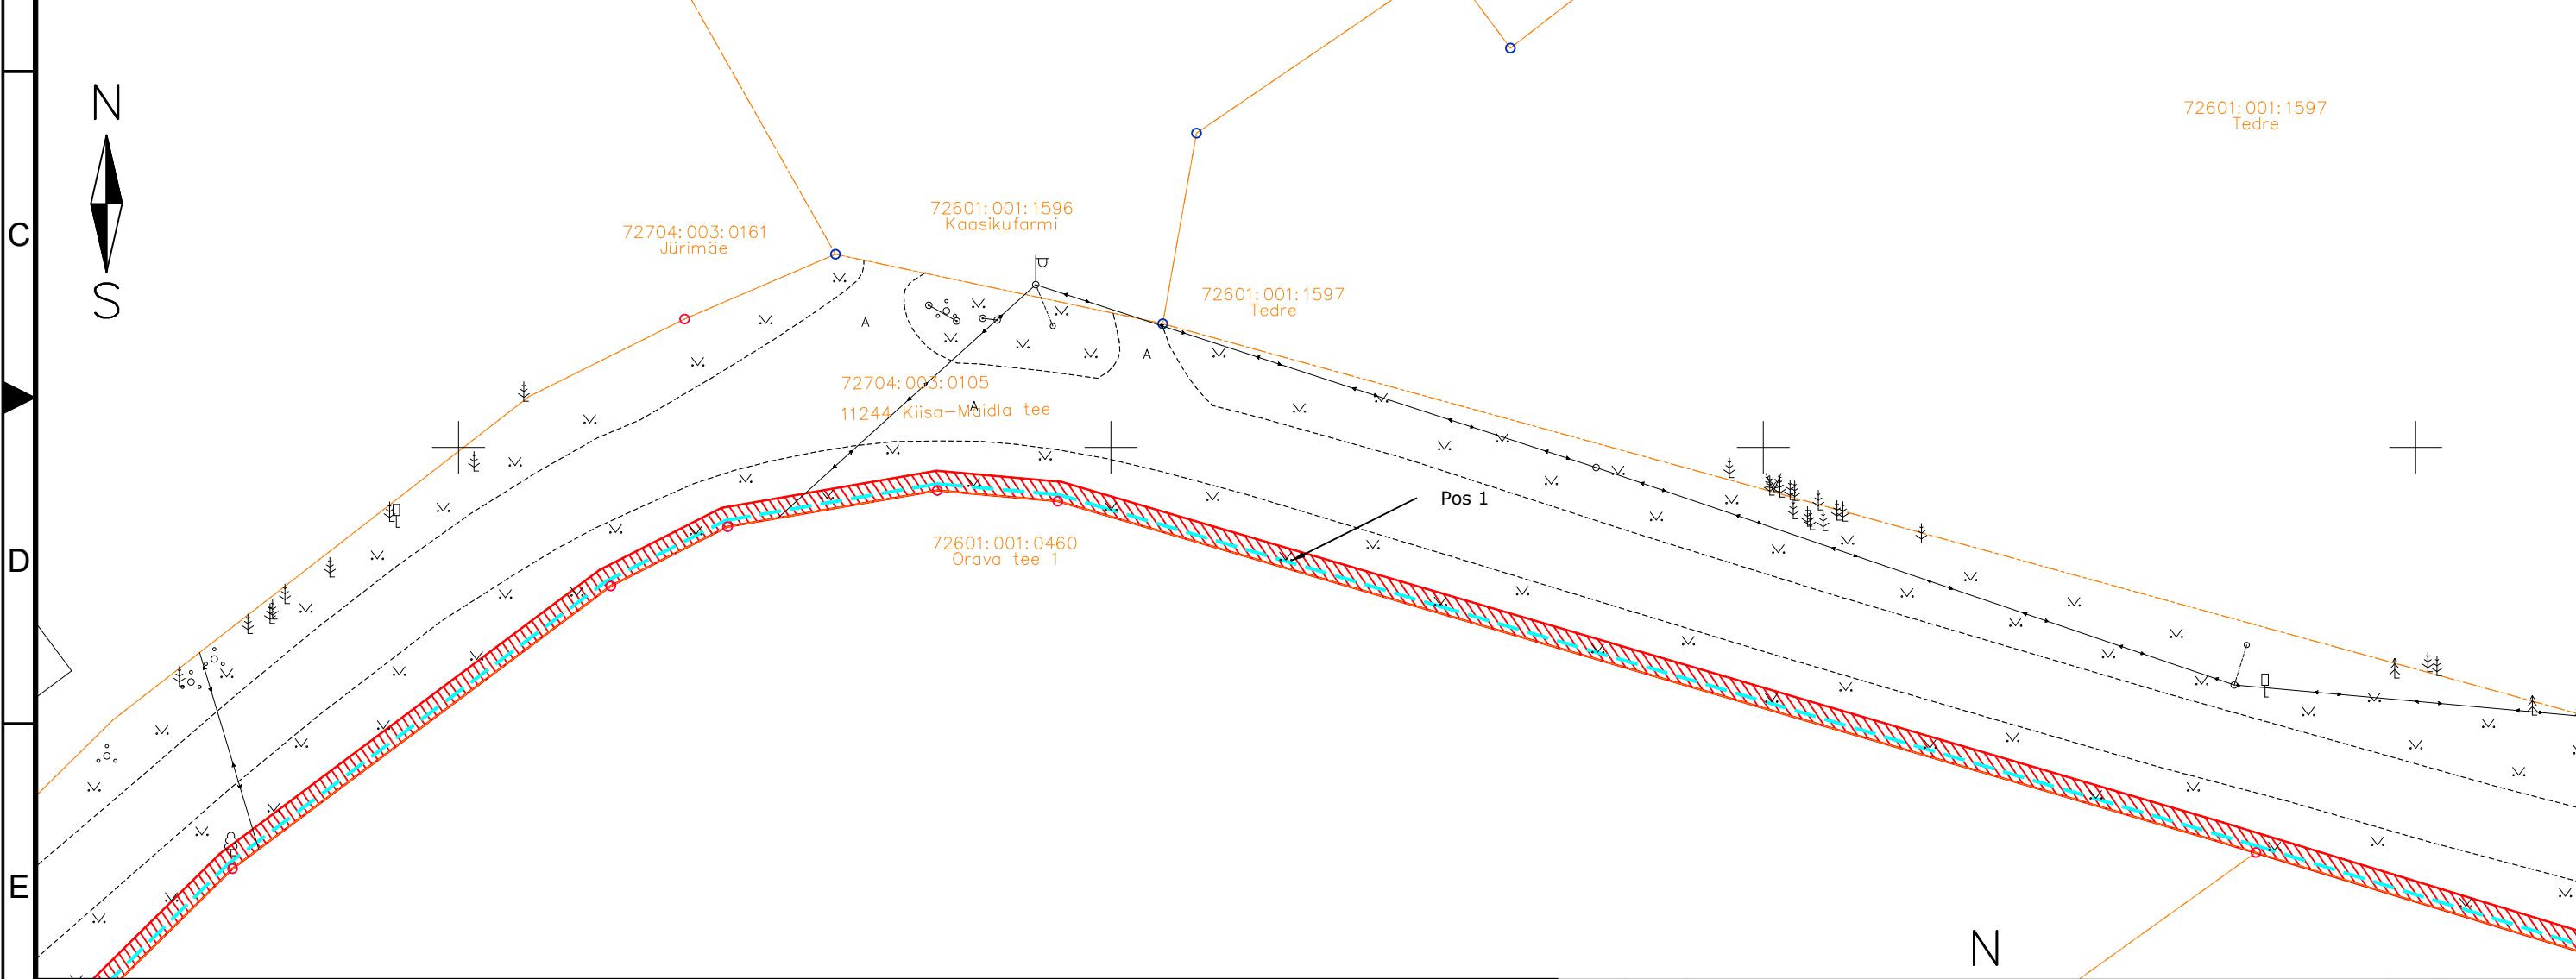 N
S
C
D
E
72704:003:0161
Jürimäe
72601:001:1596
Kaasikufarmi
72601:001:1597
Tedre
72601:001:1597
Tedre
A
A
72704:003:0105
11244 Kiisa-Maidla tee
A
Pos 1
72601:001:0460
Orava tee 1
N